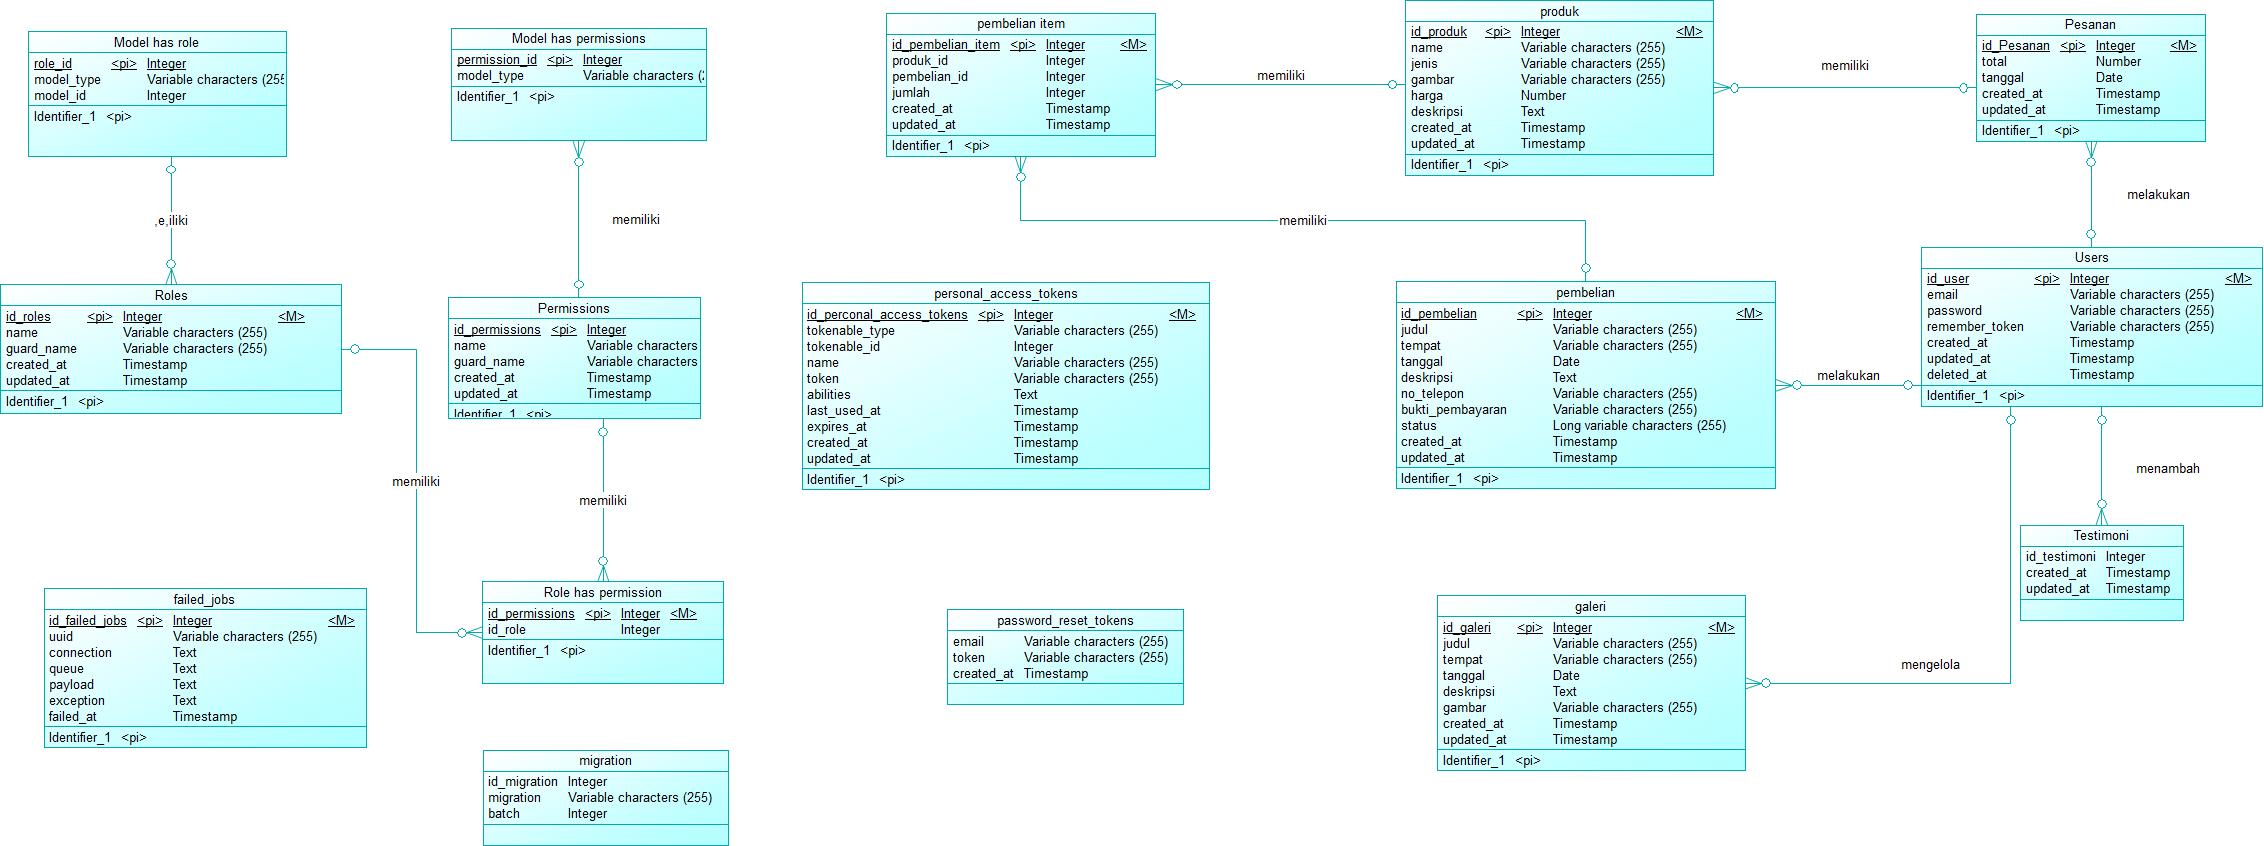 Model has role
role_id <pi> Integer
model_type Variable characters (255
model_id Integer
Identifier_1 <pi>
Model has permissions
permission_id <pi> Integer
model_type Variable characters (
Identifier_1 <pi>
pembelian item
id_pembelian_item <pi> Integer <M>
produk_id Integer
pembelian_id Integer
jumlah Integer
created_at Timestamp
updated_at Timestamp
Identifier_1 <pi>
memiliki
produk
id_produk <pi> Integer <M>
name Variable characters (255)
jenis Variable characters (255)
gambar Variable characters (255)
harga Number
deskripsi Text
created_at Timestamp
updated_at Timestamp
Identifier_1 <pi>
memiliki
Pesanan
id_Pesanan <pi> Integer <M>
total Number
tanggal Date
created_at Timestamp
updated_at Timestamp
Identifier_1 <pi>
,e,iliki
memiliki
memiliki
melakukan
Roles
id_roles <pi> Integer <M>
name Variable characters (255)
guard_name Variable characters (255)
created_at Timestamp
updated_at Timestamp
Identifier_1 <pi>
Permissions
id_permissions <pi> Integer
name Variable characters
guard_name Variable characters
created_at Timestamp
updated_at Timestamp
Identifier_1 <pi>
personal_access_tokens
id_perconal_access_tokens <pi> Integer <M>
tokenable_type Variable characters (255)
tokenable_id Integer
name Variable characters (255)
token Variable characters (255)
abilities Text
last_used_at Timestamp
expires_at Timestamp
created_at Timestamp
updated_at Timestamp
Identifier_1 <pi>
pembelian
id_pembelian <pi> Integer <M>
judul Variable characters (255)
tempat Variable characters (255)
tanggal Date
deskripsi Text
no_telepon Variable characters (255)
bukti_pembayaran Variable characters (255)
status Long variable characters (255)
created_at Timestamp
updated_at Timestamp
Identifier_1 <pi>
melakukan
Users
id_user <pi> Integer <M>
email Variable characters (255)
password Variable characters (255)
remember_token Variable characters (255)
created_at Timestamp
updated_at Timestamp
deleted_at Timestamp
Identifier_1 <pi>
memiliki
memiliki
menambah
Testimoni
id_testimoni Integer
created_at Timestamp
updated_at Timestamp
failed_jobs
id_failed_jobs <pi> Integer <M>
uuid Variable characters (255)
connection Text
queue Text
payload Text
exception Text
failed_at Timestamp
Identifier_1 <pi>
Role has permission
id_permissions <pi> Integer <M>
id_role Integer
Identifier_1 <pi>
password_reset_tokens
email Variable characters (255)
token Variable characters (255)
created_at Timestamp
galeri
id_galeri <pi> Integer <M>
judul Variable characters (255)
tempat Variable characters (255)
tanggal Date
deskripsi Text
gambar Variable characters (255)
created_at Timestamp
updated_at Timestamp
Identifier_1 <pi>
mengelola
migration
id_migration Integer
migration Variable characters (255)
batch Integer